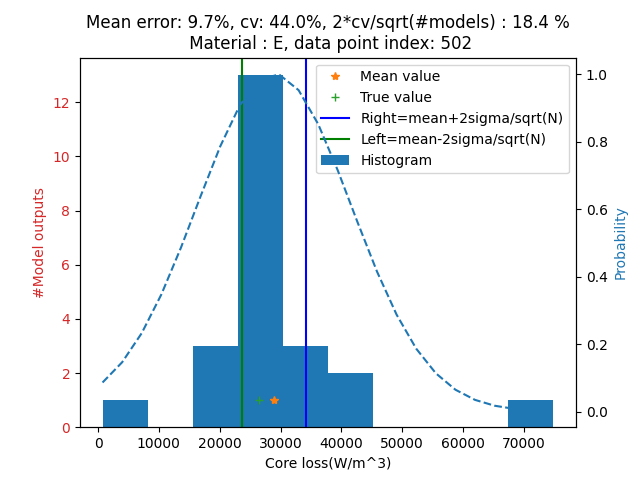 Mean error: 9.7%, cv: 44.0%, 2*cv/sqrt(#models) : 18.4 %
Material : E, data point index: 502
Mean value
True value
Right=mean+2sigma/sqrt(N)
Left=mean-2sigma/sqrt(N)
Histogram
#Model outputs
12
10
8
6
4
2
0
1.0
0.8
0.6
0.4
0.2
0.0
Probability
0 10000 20000 30000 40000 50000 60000 70000
Core loss(W/m^3)